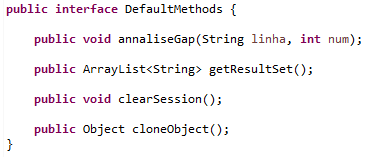 public interface DefaultMethods {
public void annaliseGap(String linha, int num);
public ArrayList<String> getResultSet();
public void clearSession();
public Object cloneObject();
}